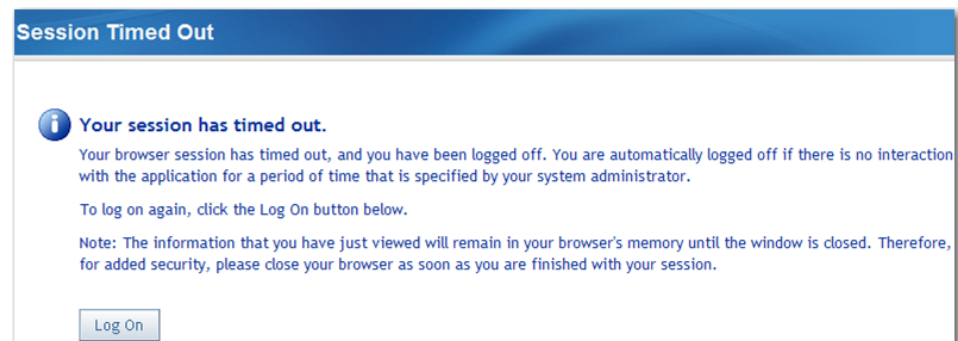 Session Timed Out
Your session has timed out.
Your browser session has timed out, and you have been logged off. You are automatically logged off if there is no interaction
with the application for a period of time that is specified by your system administrator.
To log on again, click the Log On button below.
Note: The information that you have just viewed will remain in your browser's memory until the window is closed. Therefore,
for added security, please close your browser as soon as you are finished with your session.
Log On